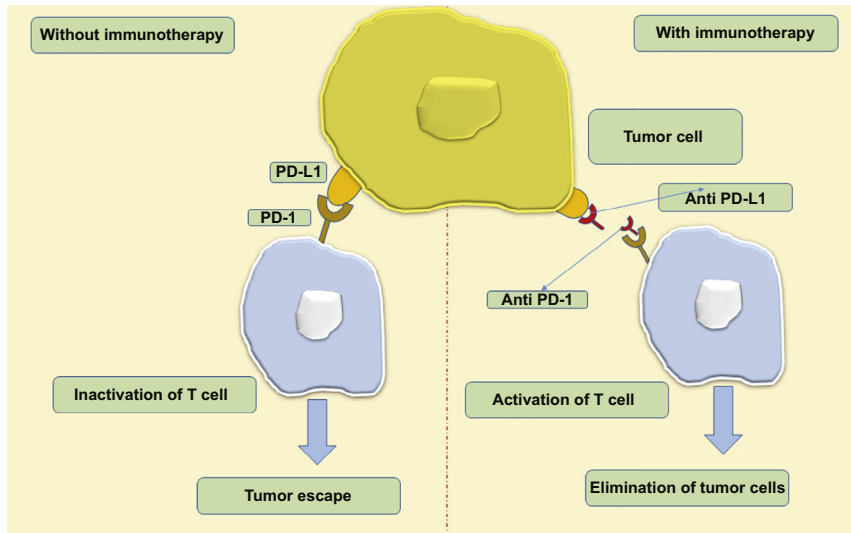 Without immunotherapy
With immunotherapy
Tumor cell
PD-L1
Anti PD-L1
PD-1
Anti PD-1
Inactivation of T cell
Activation of T cell
Tumor escape
Elimination of tumor cells